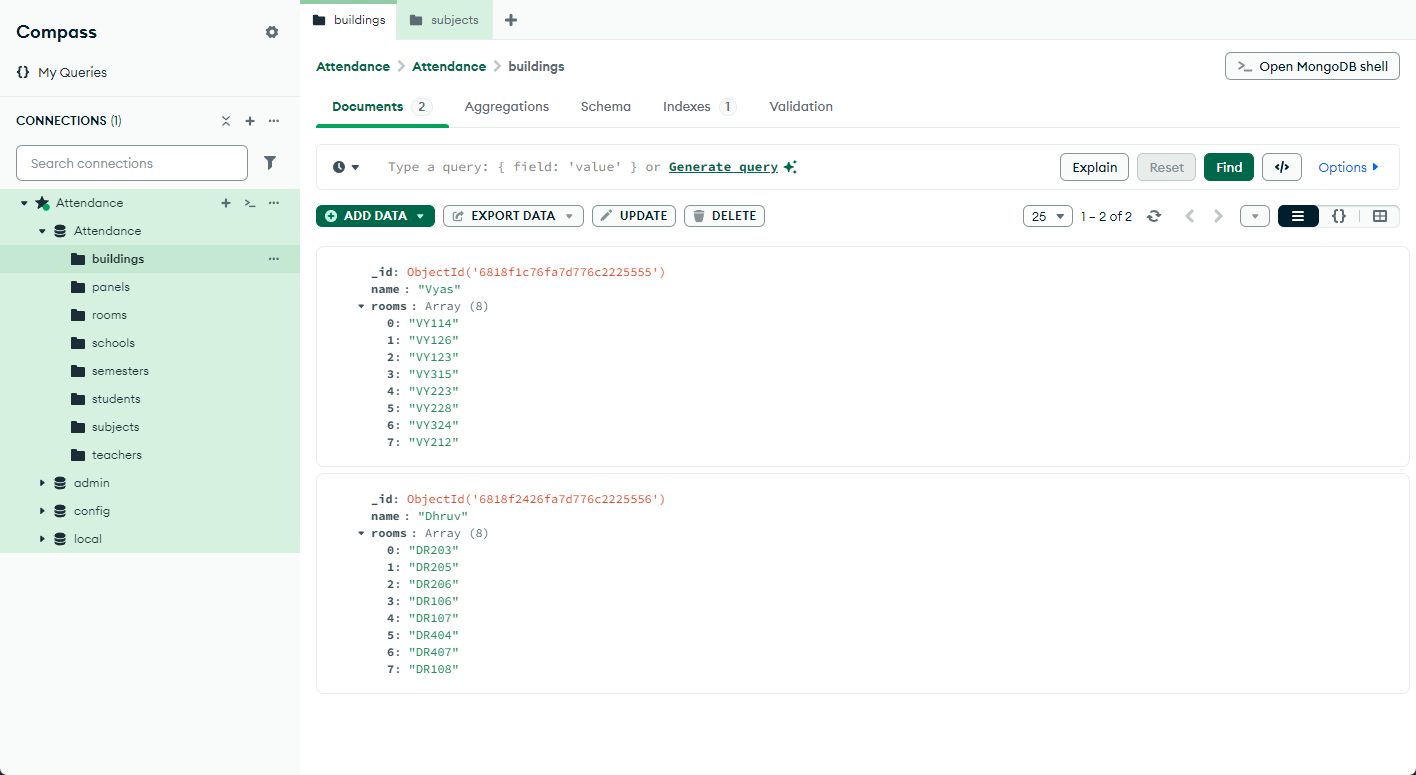 Compass
My Queries
CONNECTIONS (1)
Search connections
Attendance
Attendance
buildings
panels
rooms
schools
semesters
students
subjects
teachers
admin
config
local
buildings
subjects
Attendance > Attendance > buildings
>_ Open MongoDB shell
Documents 2 Aggregations Schema Indexes 1 Validation
Type a query: { field: 'value' } or Generate query
Explain Reset Find </> Options
ADD DATA EXPORT DATA UPDATE DELETE
25 1 – 2 of 2 {}
_id: ObjectId('6818f1c76fa7d776c2225555')
name : "Vyas"
rooms : Array (8)
0: "VY114"
1: "VY126"
2: "VY123"
3: "VY315"
4: "VY223"
5: "VY228"
6: "VY324"
7: "VY212"
_id: ObjectId('6818f2426fa7d776c2225556')
name : "Dhruv"
rooms : Array (8)
0: "DR203"
1: "DR205"
2: "DR206"
3: "DR106"
4: "DR107"
5: "DR404"
6: "DR407"
7: "DR108"